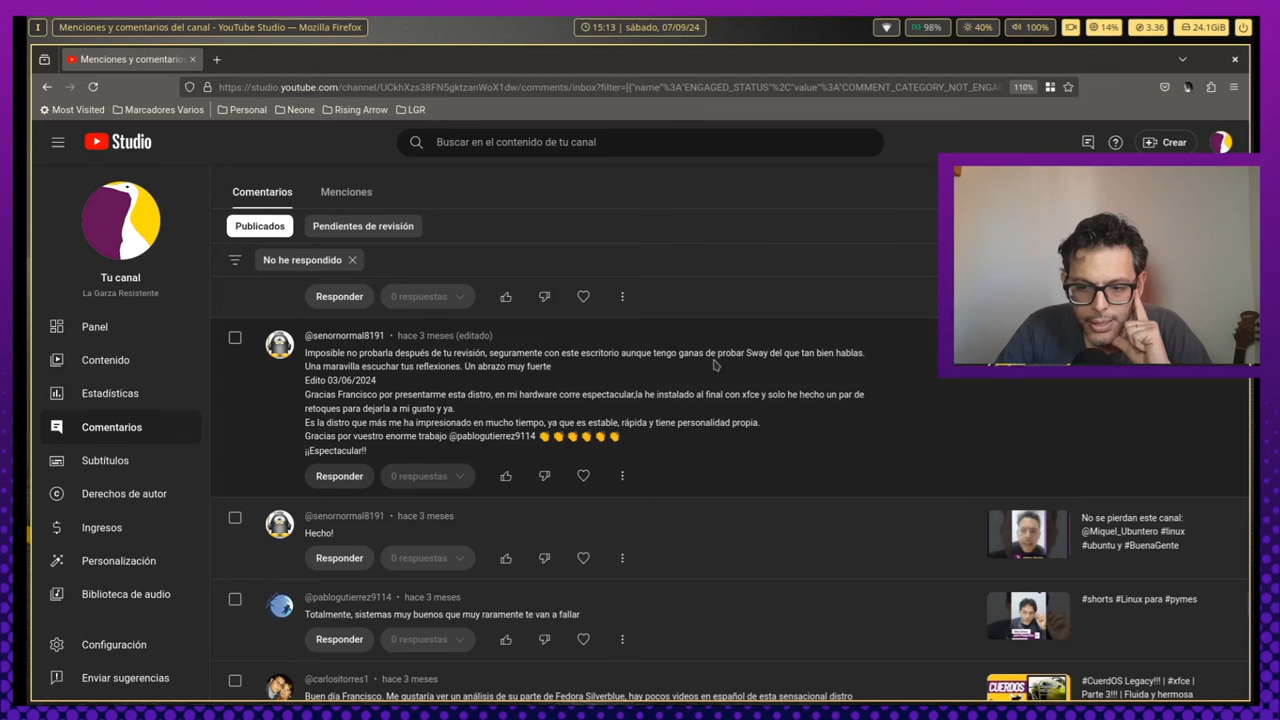 I
Menciones y comentarios del canal - YouTube Studio — Mozilla Firefox
15:13 | sábado, 07/09/24
98%
40%
100%
14%
3.36
24.1GiB
Menciones y comentario
https://studio.youtube.com/channel/UCkhXzs38FN5gktzanWoX1dw/comments/inbox?filter=[{"name"%3A"ENGAGED_STATUS"%2C"value"%3A"COMMENT_CATEGORY_NOT_ENGA
110%
Most Visited
Marcadores Varios
Personal
Neone
Rising Arrow
LGR
Studio
Buscar en el contenido de tu canal
Crear
Tu canal
La Garza Resistente
Panel
Contenido
Estadísticas
Comentarios
Subtítulos
Derechos de autor
Ingresos
Personalización
Biblioteca de audio
Configuración
Enviar sugerencias
Comentarios
Menciones
Publicados
Pendientes de revisión
No he respondido
Responder
0 respuestas
@senornormal8191 • hace 3 meses (editado)
Imposible no probarla después de tu revisión, seguramente con este escritorio aunque tengo ganas de probar Sway del que tan bien hablas.
Una maravilla escuchar tus reflexiones. Un abrazo muy fuerte
Edito 03/06/2024
Gracias Francisco por presentarme esta distro, en mi hardware corre espectacular,la he instalado al final con xfce y solo he hecho un par de
retoques para dejarla a mi gusto y ya.
Es la distro que más me ha impresionado en mucho tiempo, ya que es estable, rápida y tiene personalidad propia.
Gracias por vuestro enorme trabajo @pablogutierrez9114 👏👏👏👏👏👏
¡¡Espectacular!!
Responder
0 respuestas
@senornormal8191 • hace 3 meses
Hecho!
Responder
0 respuestas
No se pierdan este canal:
@Miquel_Ubuntero #linux
#ubuntu y #BuenaGente
@pablogutierrez9114 • hace 3 meses
Totalmente, sistemas muy buenos que muy raramente te van a fallar
Responder
0 respuestas
#shorts #Linux para #pymes
@carlositorres1 • hace 4 meses
Buen día Francisco. Me gustaría ver un análisis de su parte de Fedora Silverblue, hay pocos videos en español de esta sensacional distro
CUERDOS
#CuerdOS Legacy!!! |
#xfce |
Parte 3!!! | Fluida y hermosa